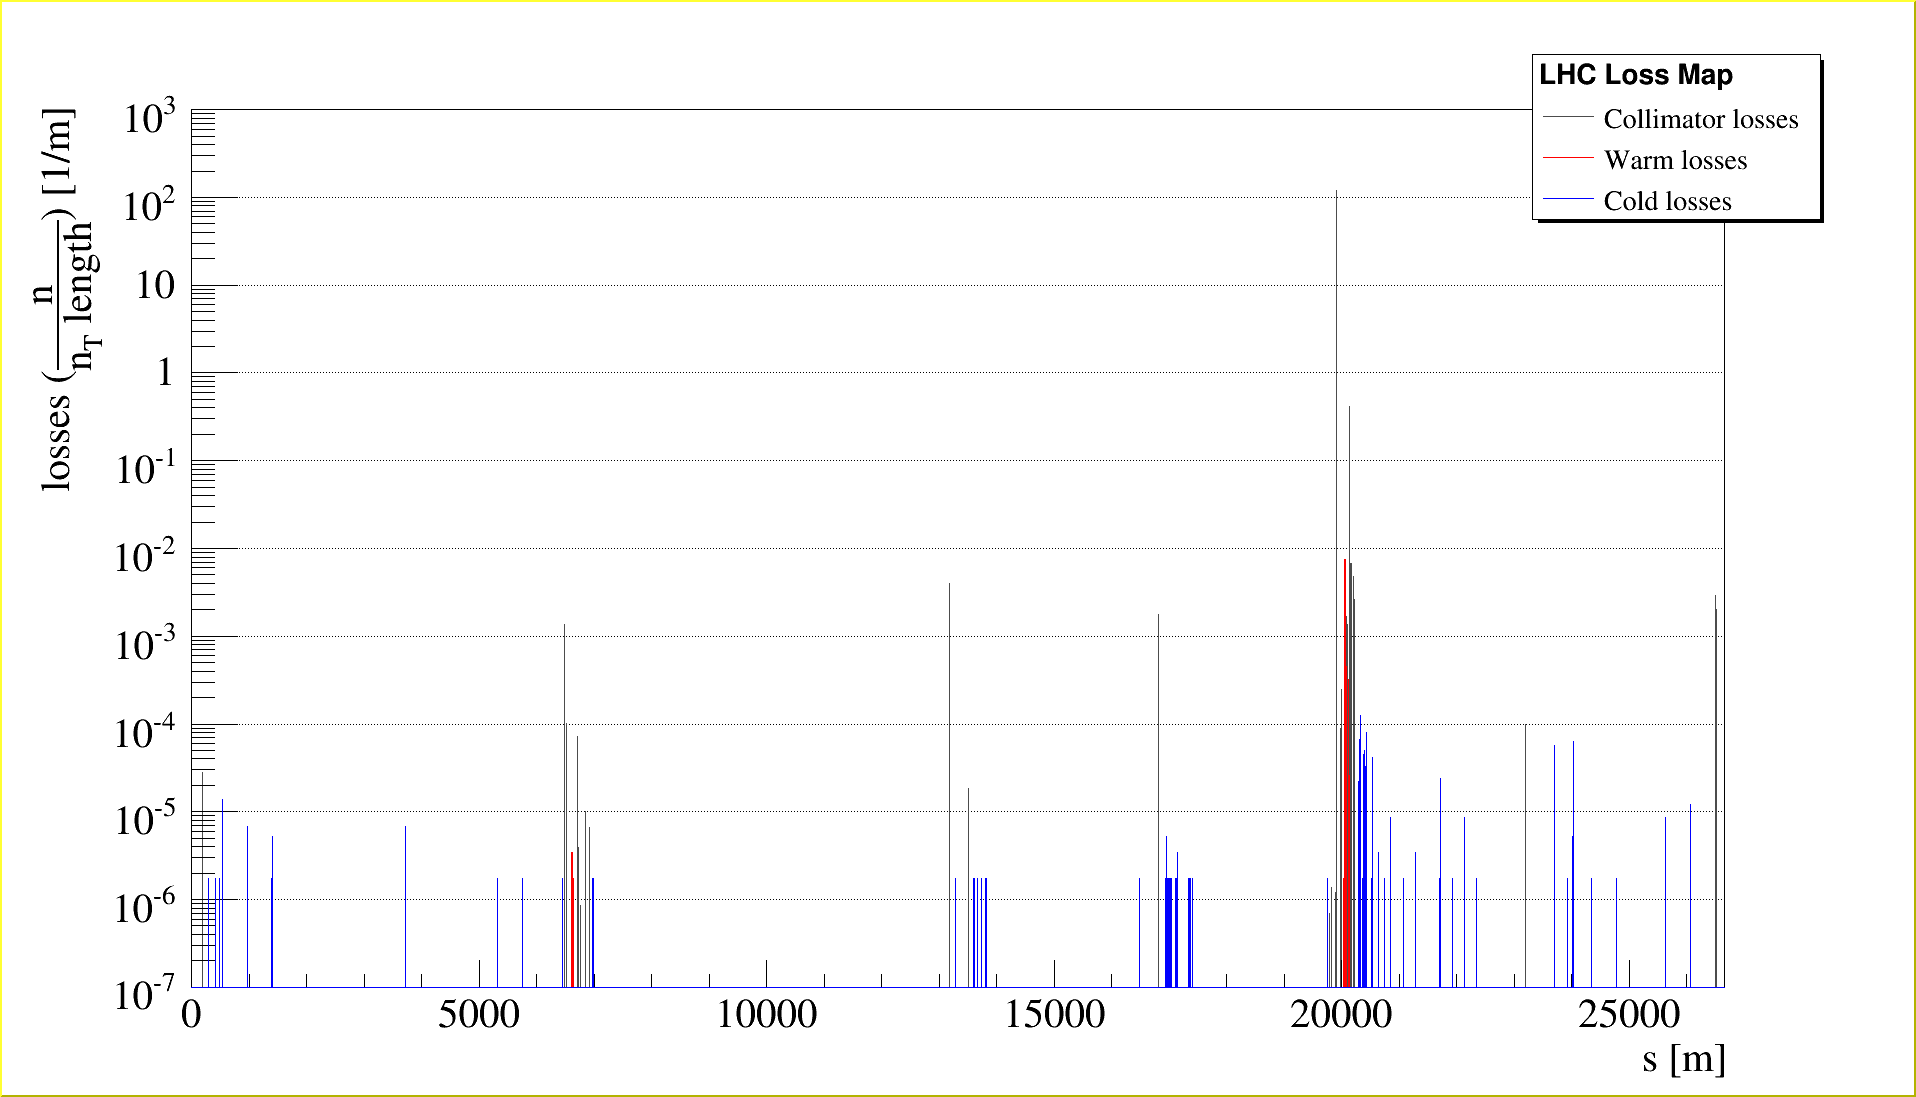 LHC Loss Map
Collimator losses
Warm losses
Cold losses
losses (n/n_T length) [1/m]
10^3
10^2
10
1
10^-1
10^-2
10^-3
10^-4
10^-5
10^-6
10^-7
0 5000 10000 15000 20000 25000
s [m]